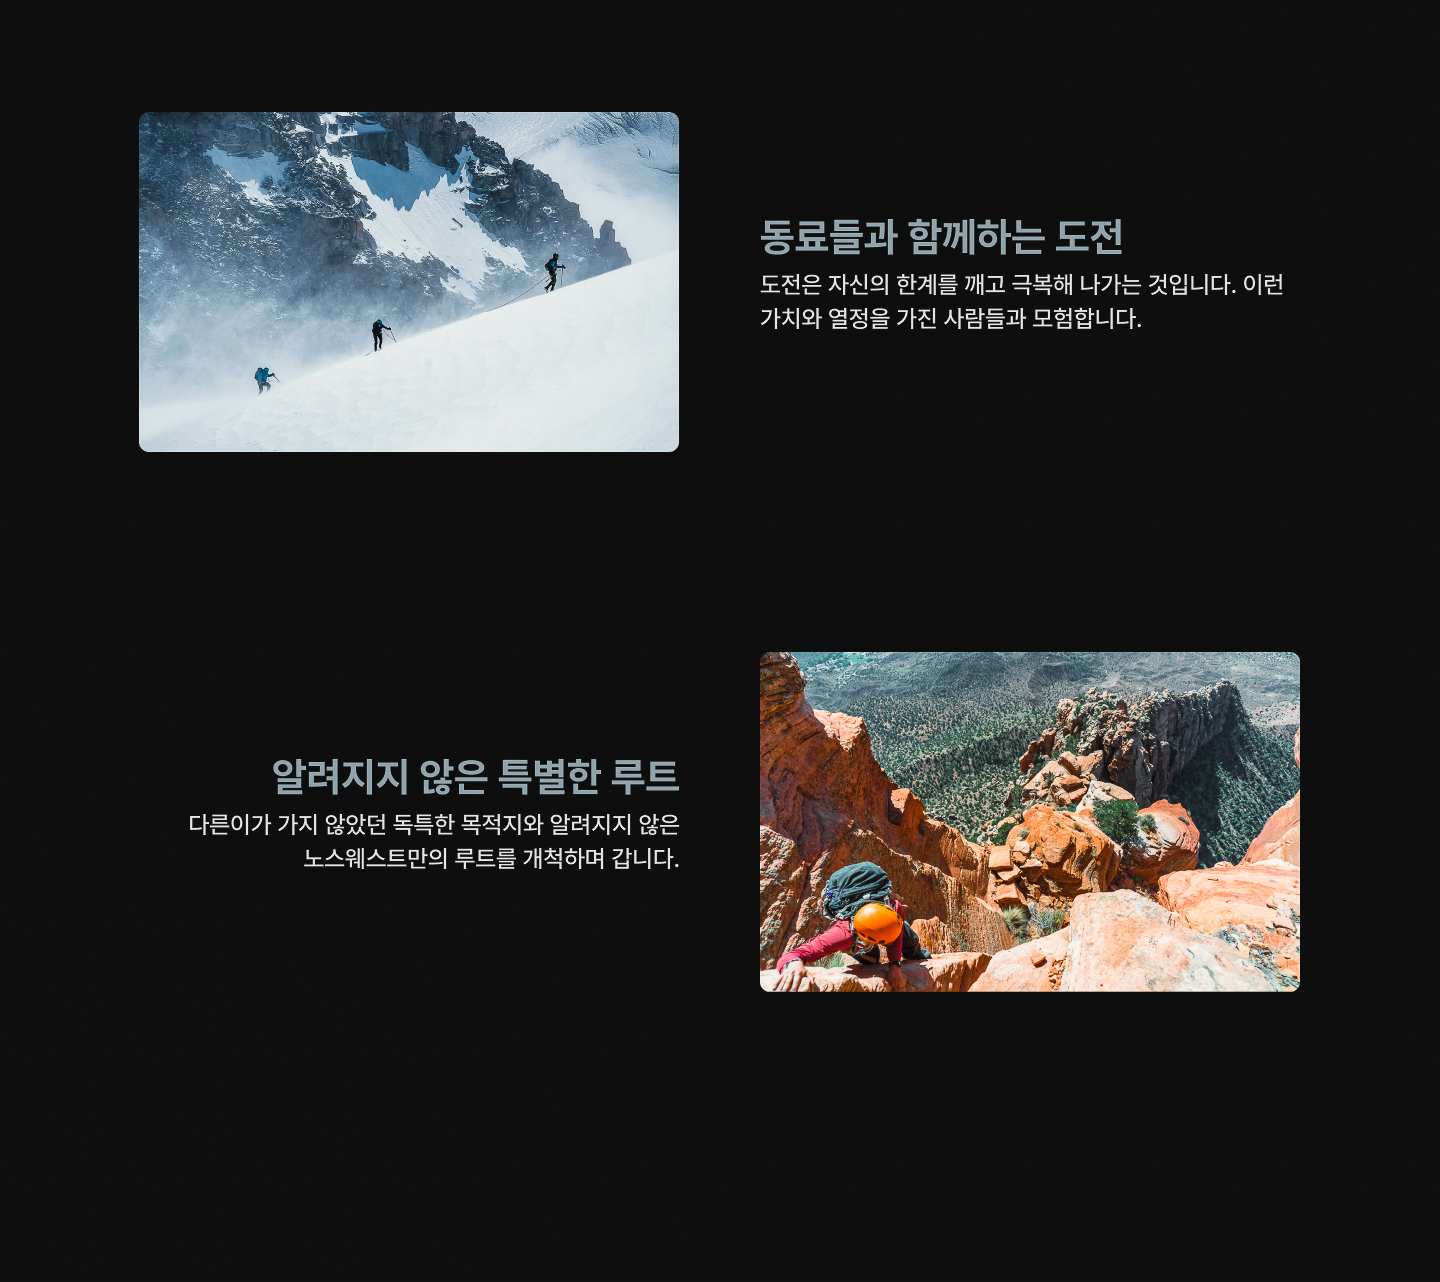 동료들과 함께하는 도전
도전은 자신의 한계를 깨고 극복해 나가는 것입니다. 이런
가치와 열정을 가진 사람들과 모험합니다.
알려지지 않은 특별한 루트
다른이가 가지 않았던 독특한 목적지와 알려지지 않은
노스웨스트만의 루트를 개척하며 갑니다.